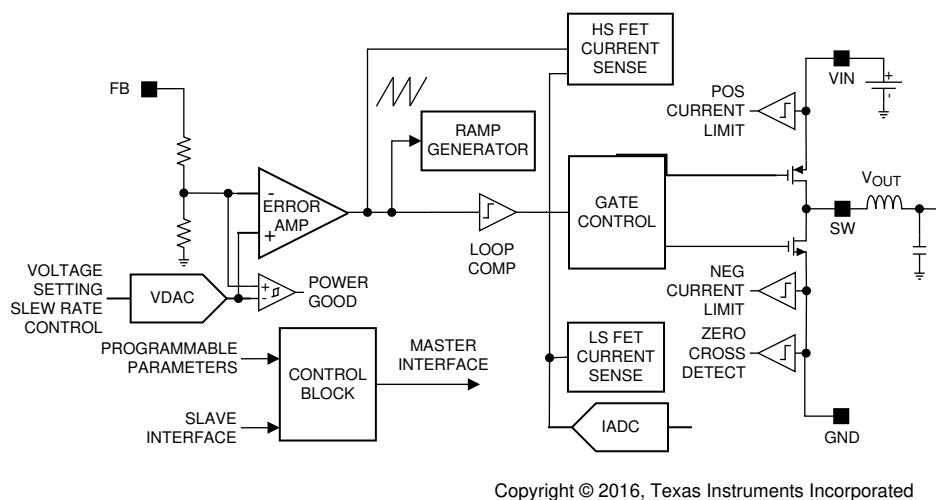 HS FET
CURRENT
SENSE
VIN
+
-
FB
POS
CURRENT
LIMIT
RAMP
GENERATOR
-
ERROR
AMP
+
GATE
CONTROL
VOUT
SW
LOOP
COMP
VOLTAGE
SETTING
SLEW RATE
CONTROL
VDAC
+
-
POWER
GOOD
NEG
CURRENT
LIMIT
PROGRAMMABLE
PARAMETERS
CONTROL
BLOCK
MASTER
INTERFACE
LS FET
CURRENT
SENSE
ZERO
CROSS
DETECT
SLAVE
INTERFACE
IADC
GND
Copyright © 2016, Texas Instruments Incorporated